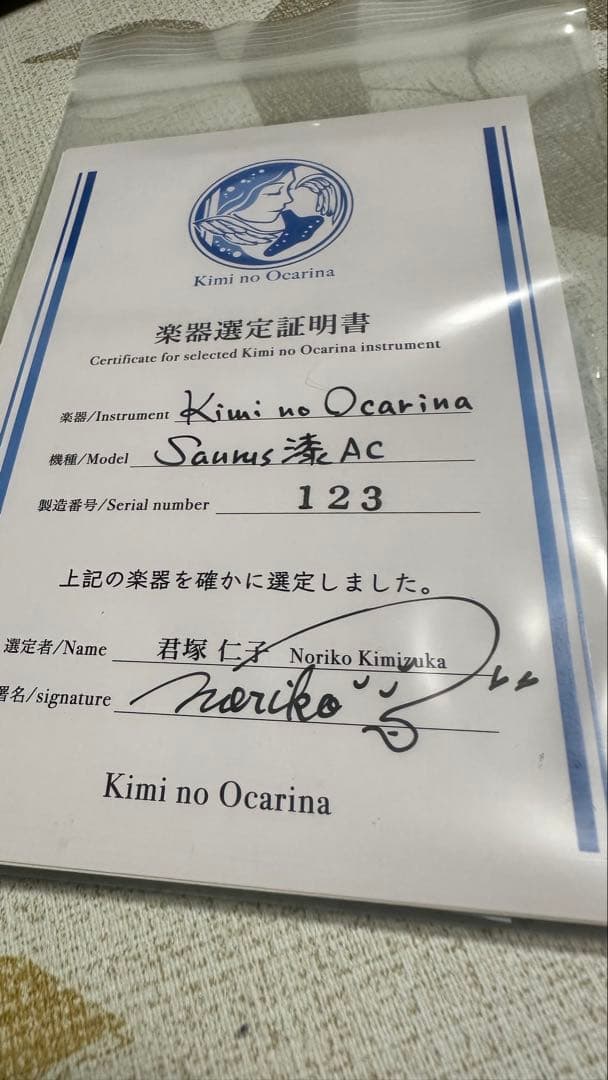 Kimi no Ocarina
楽器選定証明書
Certificate for selected Kimi no Ocarina instrument
楽器/Instrument Kimi no Ocarina
機種/Model Saurus 漆 AC
製造番号/Serial number 123
上記の楽器を確かに選定しました。
選定者/Name 君塚 仁子 Noriko Kimizuka
署名/signature noriko
Kimi no Ocarina